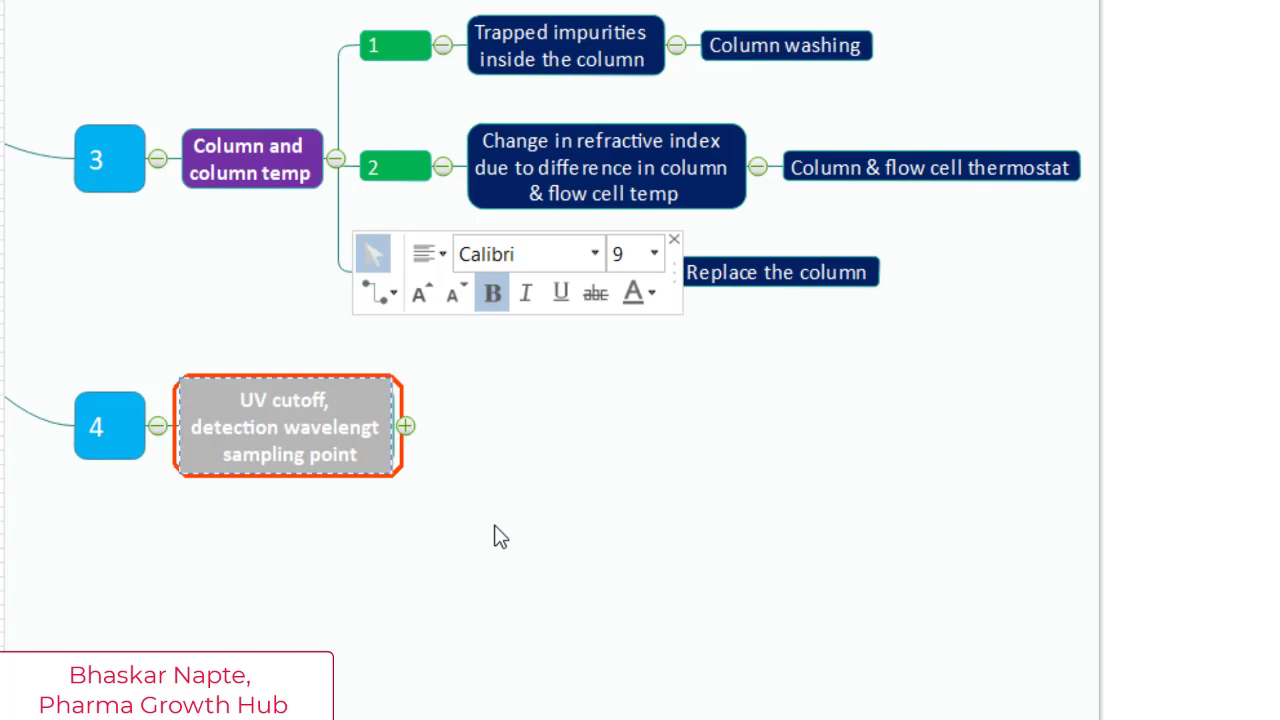 1
Trapped impurities
inside the column
Column washing
3
Column and
column temp
2
Change in refractive index
due to difference in column
& flow cell temp
Column & flow cell thermostat
Calibri
9
A A B I U abc A
Replace the column
4
UV cutoff,
detection wavelengt
sampling point
Bhaskar Napte,
Pharma Growth Hub